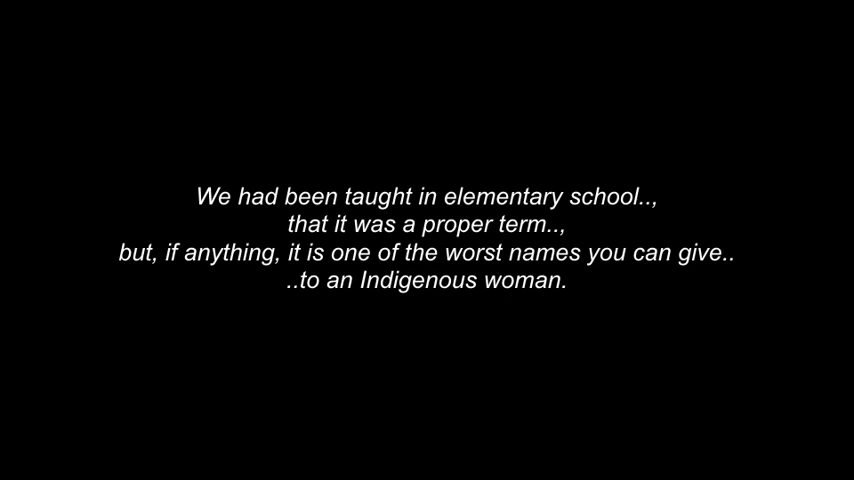 We had been taught in elementary school..,
that it was a proper term..,
but, if anything, it is one of the worst names you can give..
..to an Indigenous woman.